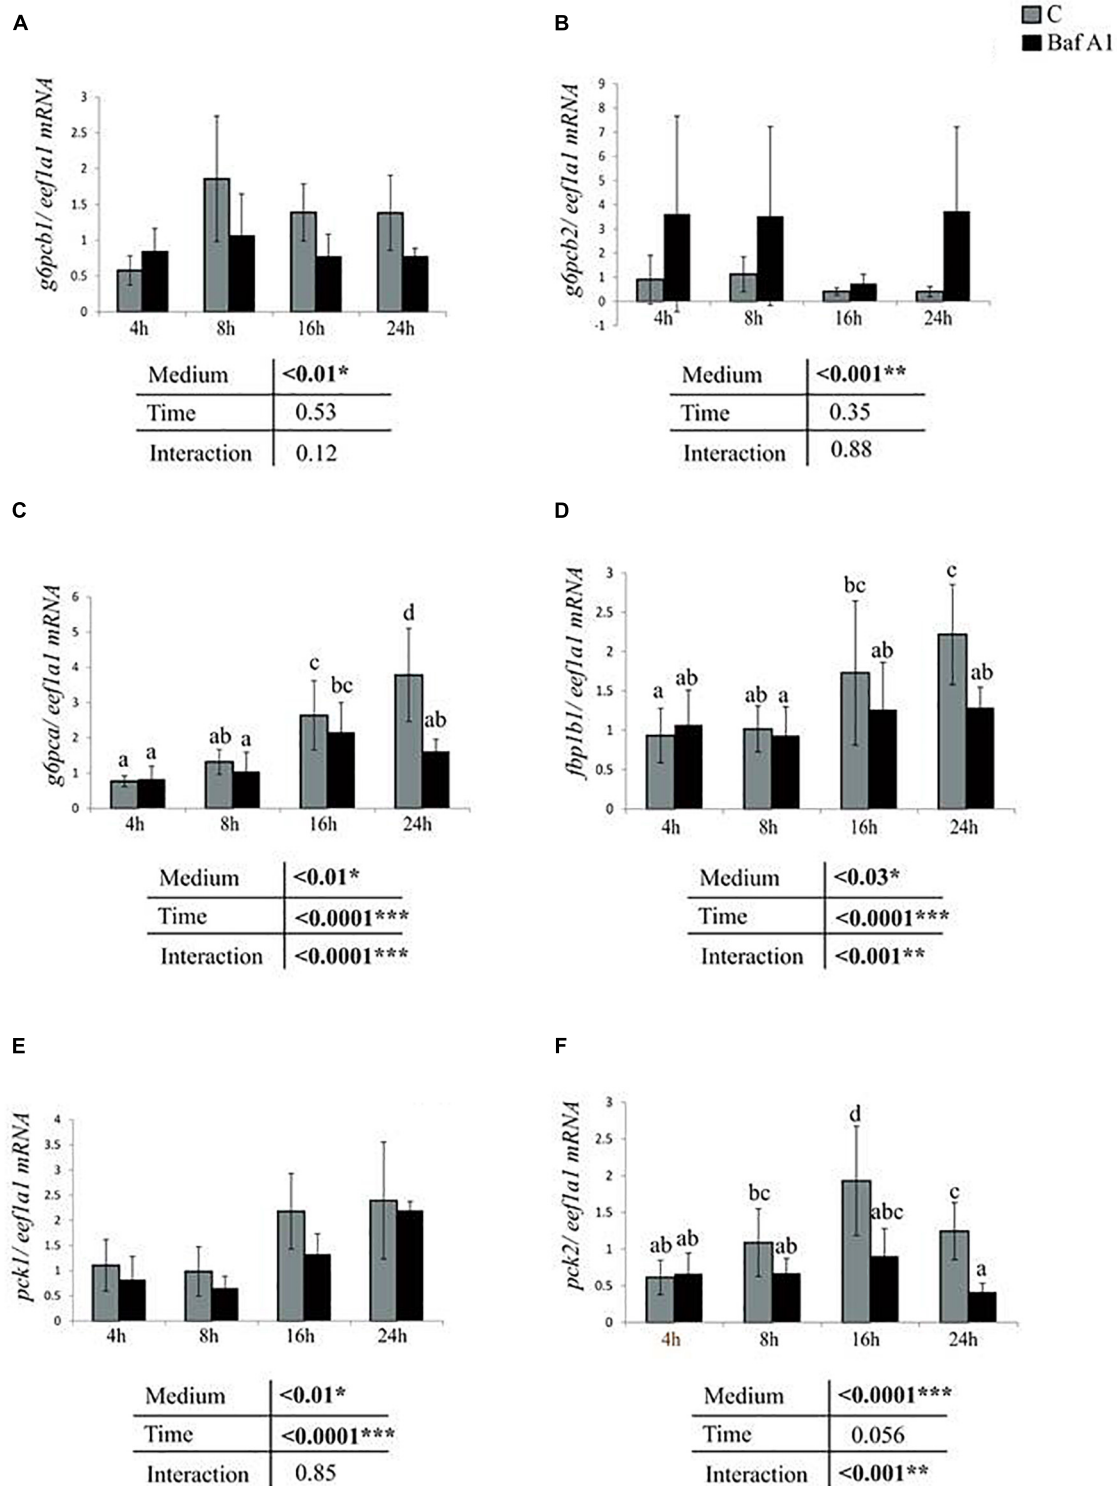 C
Baf A1
A
g6pcb1/ eef1a1 mRNA
3
2.5
2
1.5
1
0.5
0
4h 8h 16h 24h
Medium <0.01*
Time 0.53
Interaction 0.12
B
g6pcb2/ eef1a1 mRNA
9
8
7
6
5
4
3
2
1
0
-1
4h 8h 16h 24h
Medium <0.001**
Time 0.35
Interaction 0.88
C
g6pca/ eef1a1 mRNA
6
5
4
3
2
1
0
a a ab a c bc d ab
4h 8h 16h 24h
Medium <0.01*
Time <0.0001***
Interaction <0.0001***
D
fbp1b1/ eef1a1 mRNA
3
2.5
2
1.5
1
0.5
0
a ab ab a bc ab c ab
4h 8h 16h 24h
Medium <0.03*
Time <0.0001***
Interaction <0.001**
E
pck1/ eef1a1 mRNA
4
3.5
3
2.5
2
1.5
1
0.5
0
4h 8h 16h 24h
Medium <0.01*
Time <0.0001***
Interaction 0.85
F
pck2/ eef1a1 mRNA
3
2.5
2
1.5
1
0.5
0
ab ab bc ab d abc c a
4h 8h 16h 24h
Medium <0.0001***
Time 0.056
Interaction <0.001**